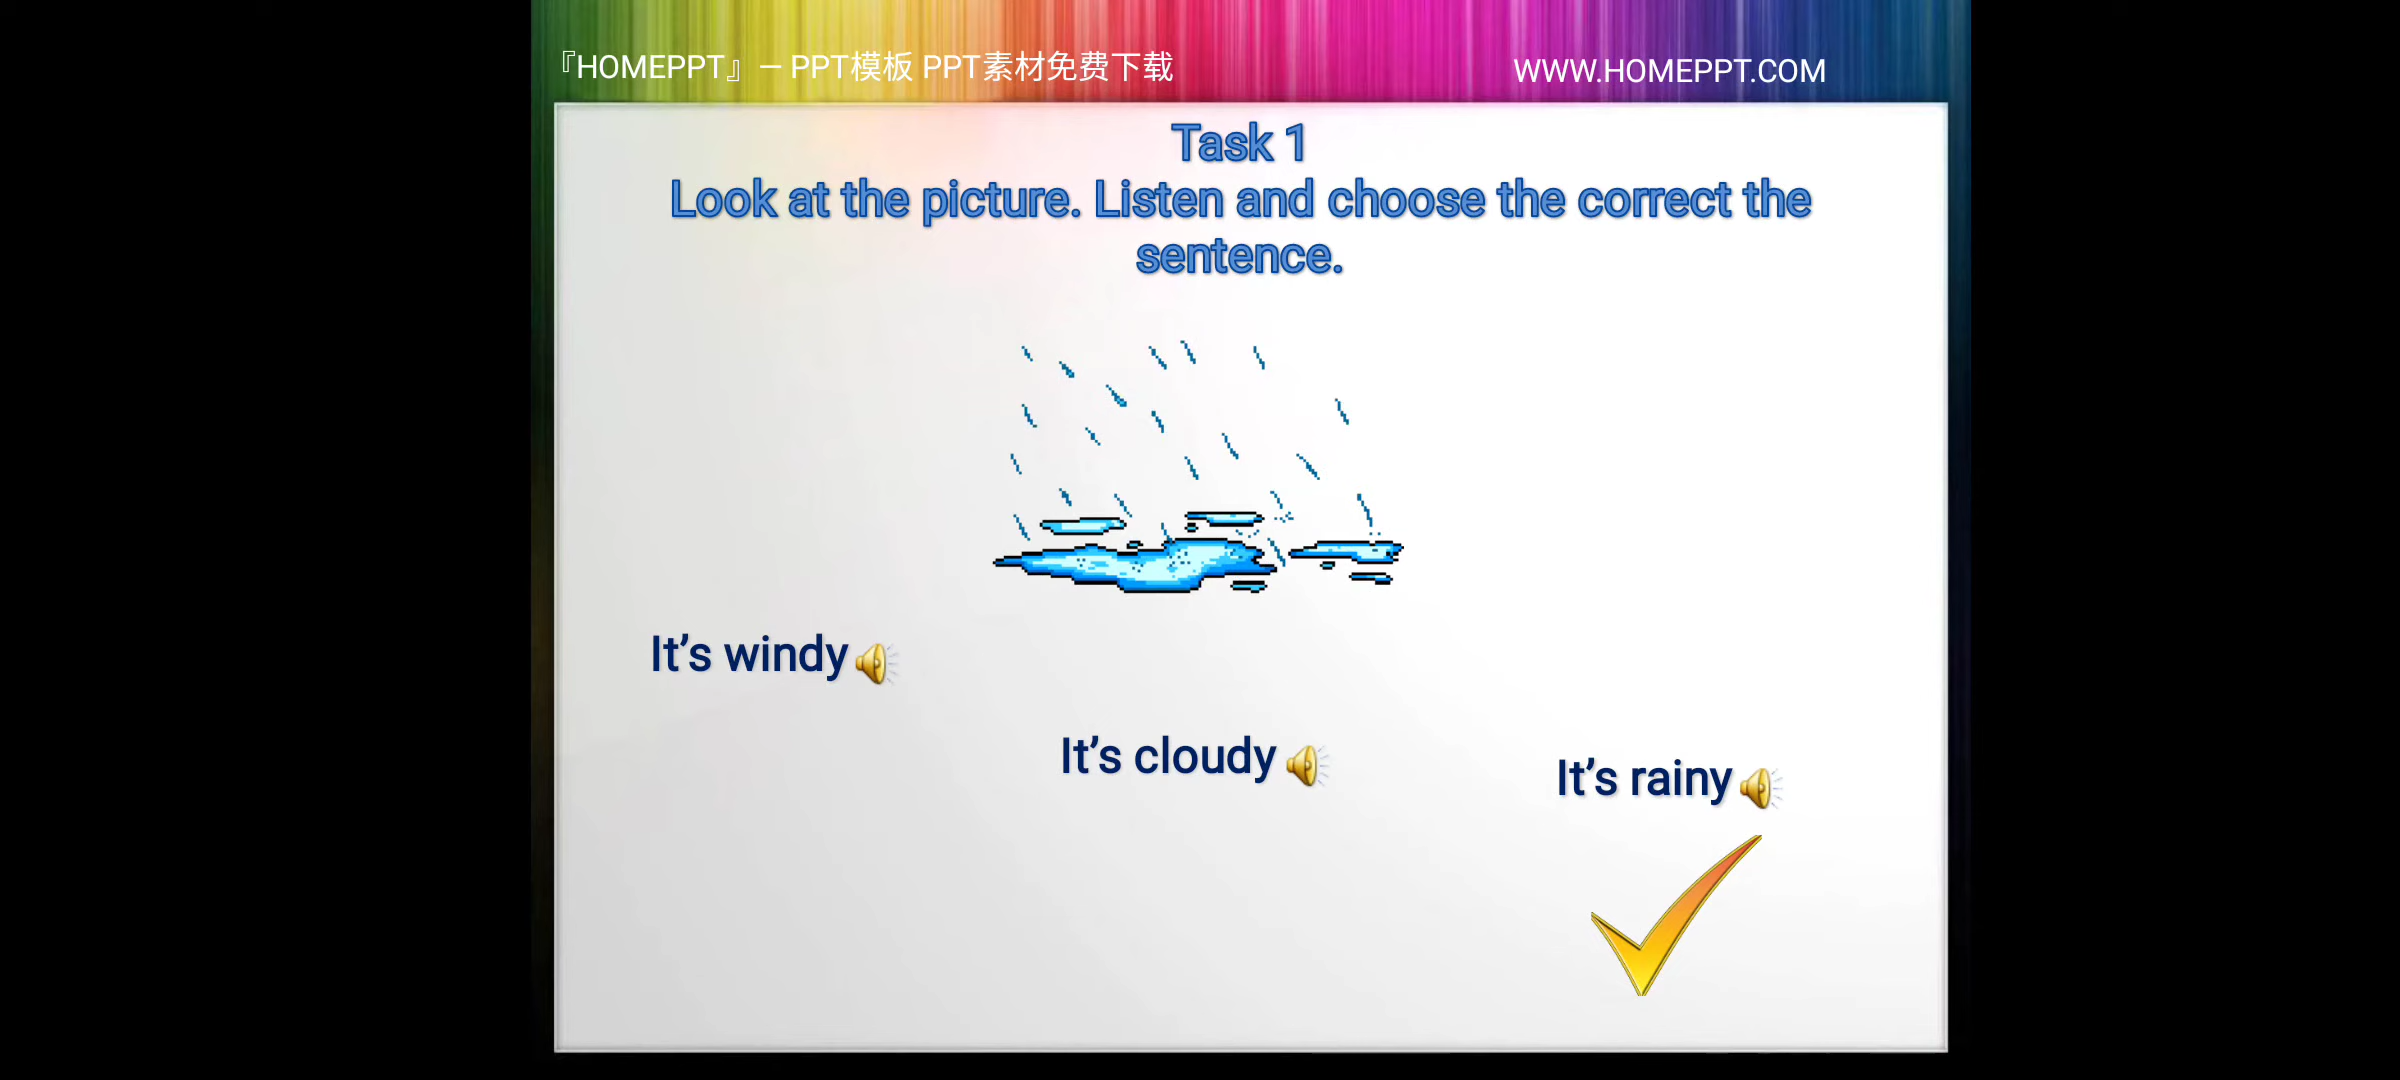 『HOMEPPT』 – PPT模板 PPT素材免费下载
WWW.HOMEPPT.COM
Task 1
Look at the picture. Listen and choose the correct the
sentence.
It’s windy
It’s cloudy
It’s rainy